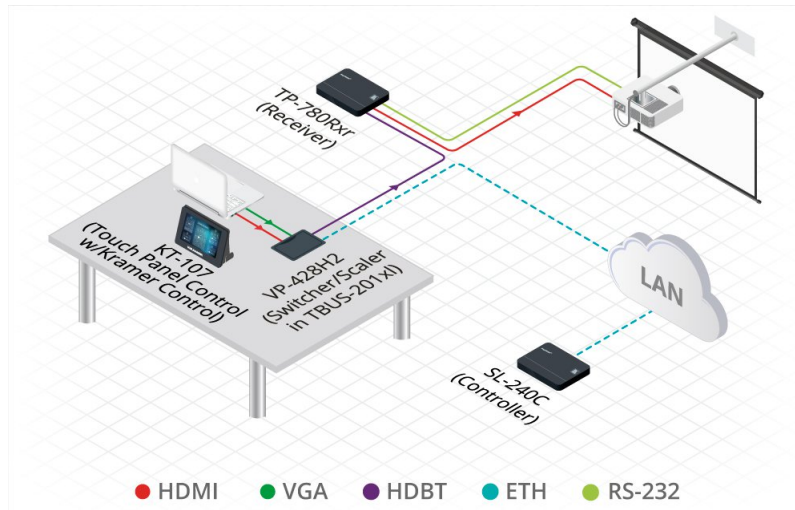 TP-780Rxr
(Receiver)
KT-107
(Touch Panel Control
w/Kramer Control)
VP-428H2
(Switcher/Scaler
in TBUS-201xl)
LAN
SL-240C
(Controller)
HDMI
VGA
HDBT
ETH
RS-232